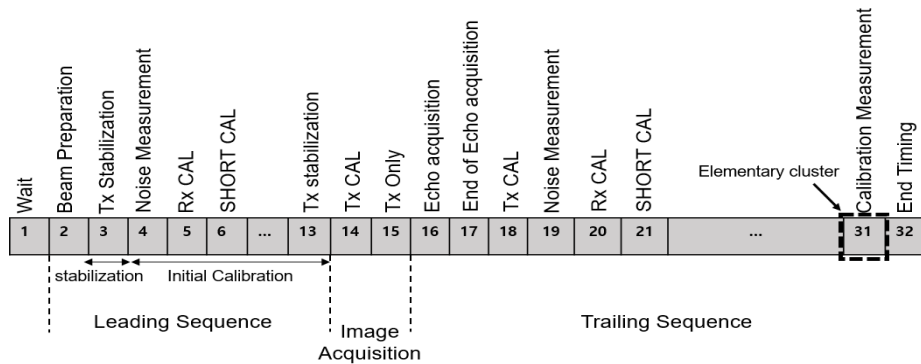 Wait
Beam Preparation
Tx Stabilization
Noise Measurement
Rx CAL
SHORT CAL
Tx stabilization
Tx CAL
Tx Only
Echo acquisition
End of Echo acquisition
Tx CAL
Noise Measurement
Rx CAL
SHORT CAL
Calibration Measurement
End Timing
Elementary cluster
1 2 3 4 5 6 ... 13 14 15 16 17 18 19 20 21 ... 31 32
stabilization Initial Calibration
Leading Sequence
Image
Acquisition
Trailing Sequence